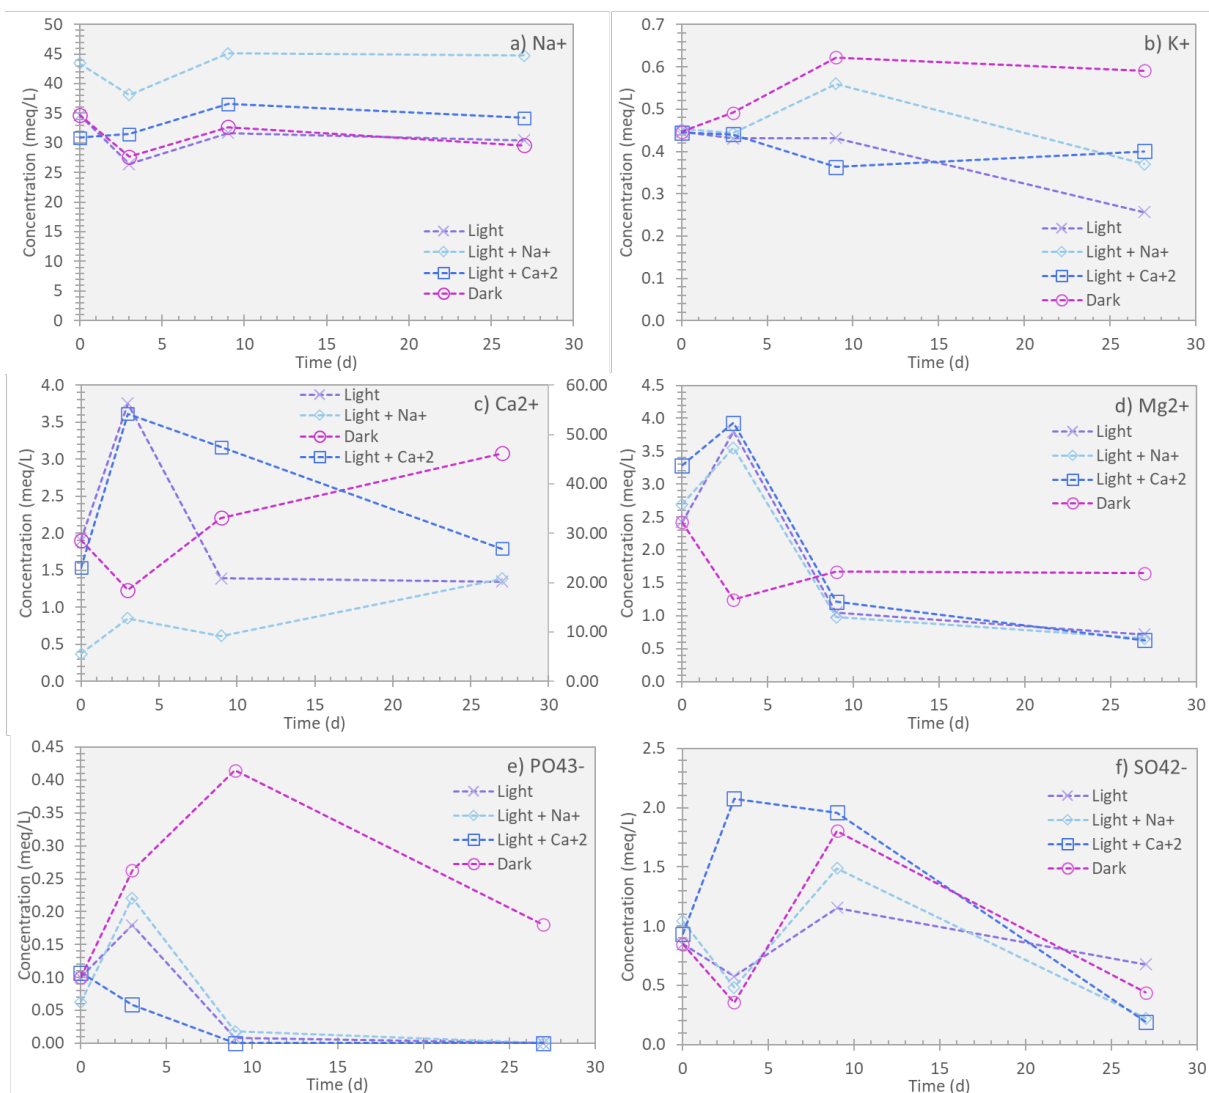 a) Na+
Concentration (meq/L)
50
45
40
35
30
25
20
15
10
5
0
Light
Light + Na+
Light + Ca+2
Dark
0 5 10 15 20 25 30
Time (d)
b) K+
Concentration (meq/L)
0.7
0.6
0.5
0.4
0.3
0.2
0.1
0.0
Light
Light + Na+
Light + Ca+2
Dark
0 5 10 15 20 25 30
Time (d)
c) Ca2+
Concentration (meq/L)
4.0
3.5
3.0
2.5
2.0
1.5
1.0
0.5
0.0
Light
Light + Na+
Dark
Light + Ca+2
60.00
50.00
40.00
30.00
20.00
10.00
0.00
0 5 10 15 20 25 30
Time (d)
d) Mg2+
Concentration (meq/L)
4.5
4.0
3.5
3.0
2.5
2.0
1.5
1.0
0.5
0.0
Light
Light + Na+
Light + Ca+2
Dark
0 5 10 15 20 25 30
Time (d)
e) PO43-
Concentration (meq/L)
0.45
0.40
0.35
0.30
0.25
0.20
0.15
0.10
0.05
0.00
Light
Light + Na+
Light + Ca+2
Dark
0 5 10 15 20 25 30
Time (d)
f) SO42-
Concentration (meq/L)
2.5
2.0
1.5
1.0
0.5
0.0
Light
Light + Na+
Light + Ca+2
Dark
0 5 10 15 20 25 30
Time (d)